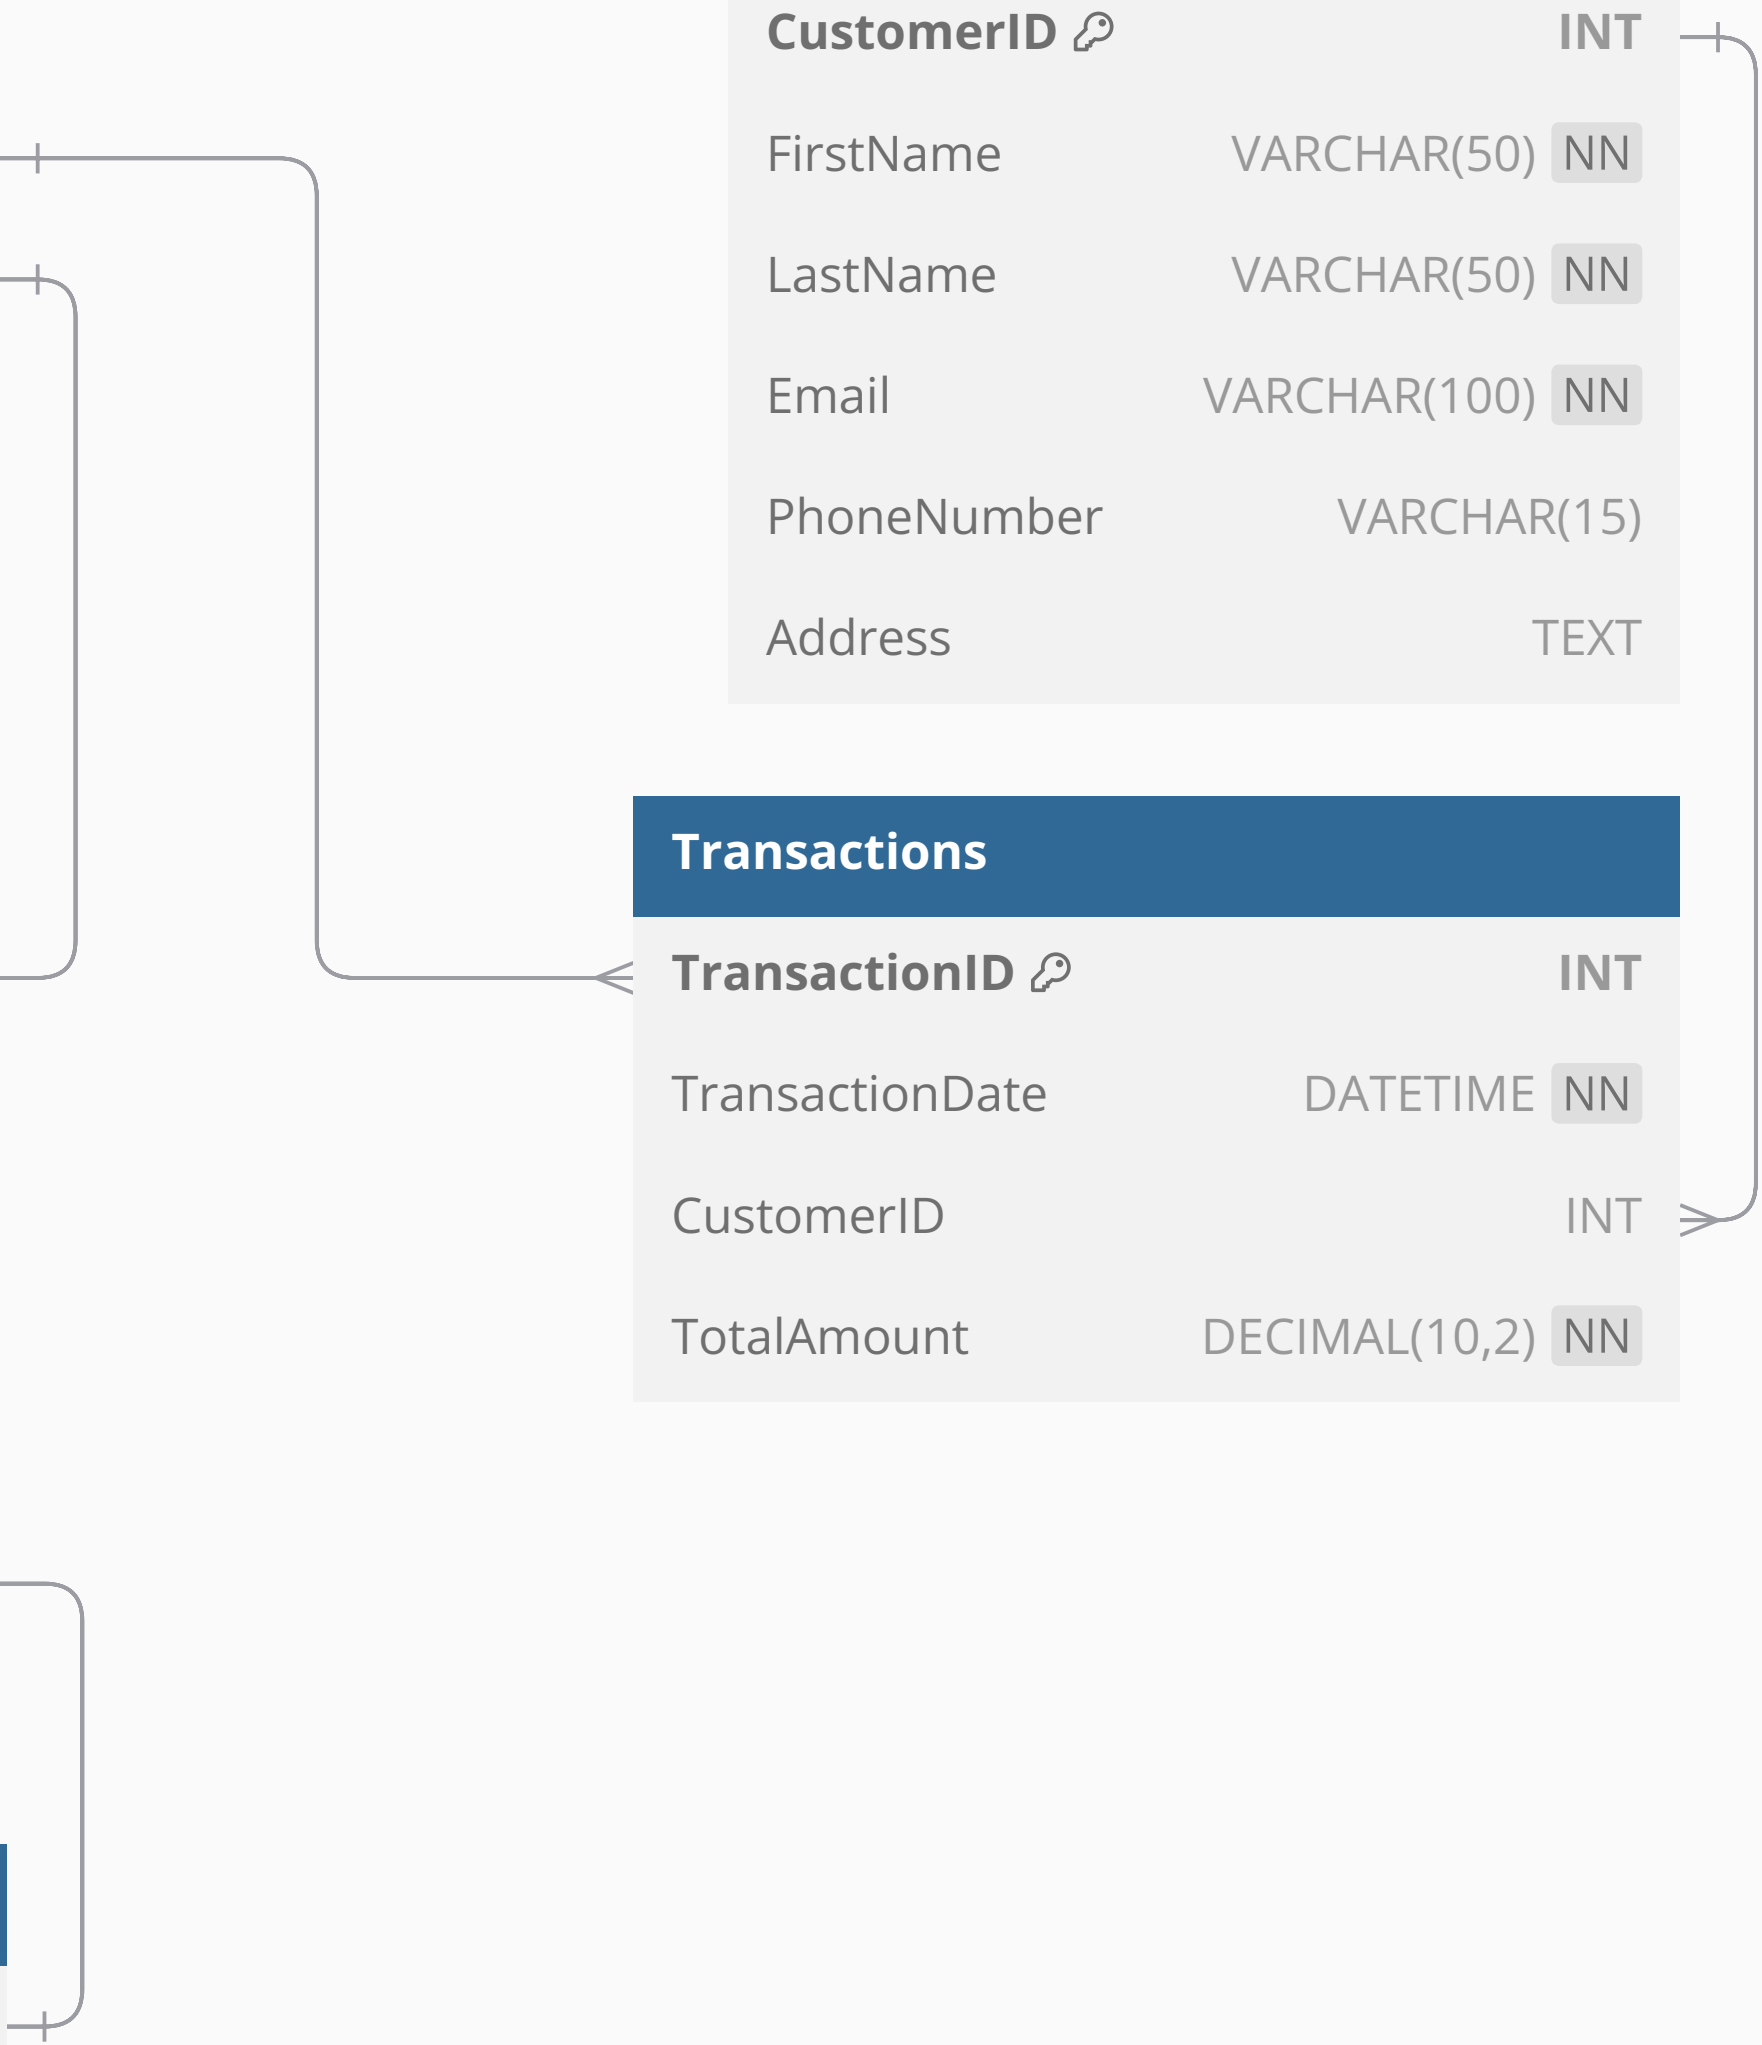 CustomerID INT
FirstName VARCHAR(50) NN
LastName VARCHAR(50) NN
Email VARCHAR(100) NN
PhoneNumber VARCHAR(15)
Address TEXT
Transactions
TransactionID INT
TransactionDate DATETIME NN
CustomerID INT
TotalAmount DECIMAL(10,2) NN